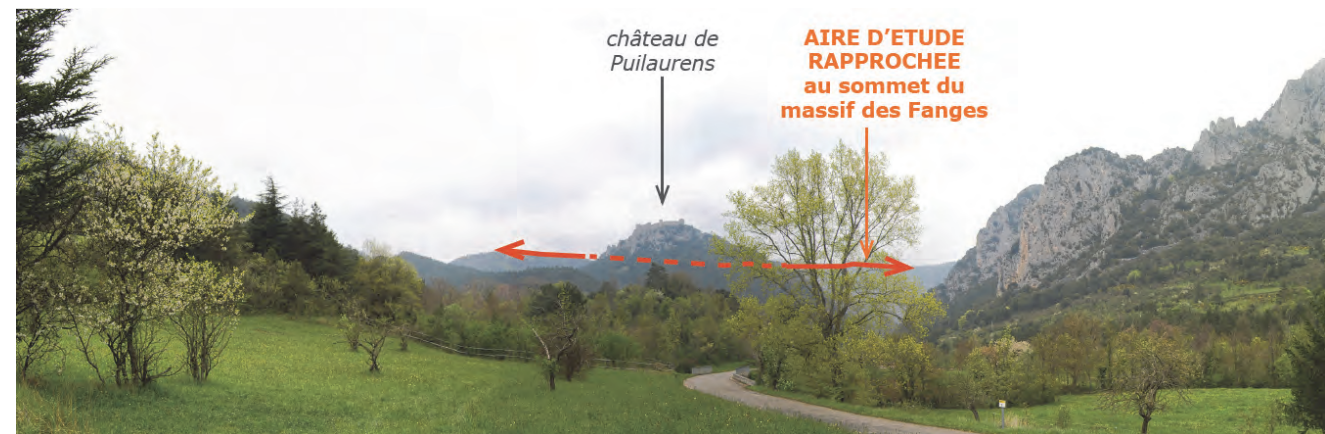 château de
Puilaurens
AIRE D'ETUDE
RAPPROCHEE
au sommet du
massif des Fanges